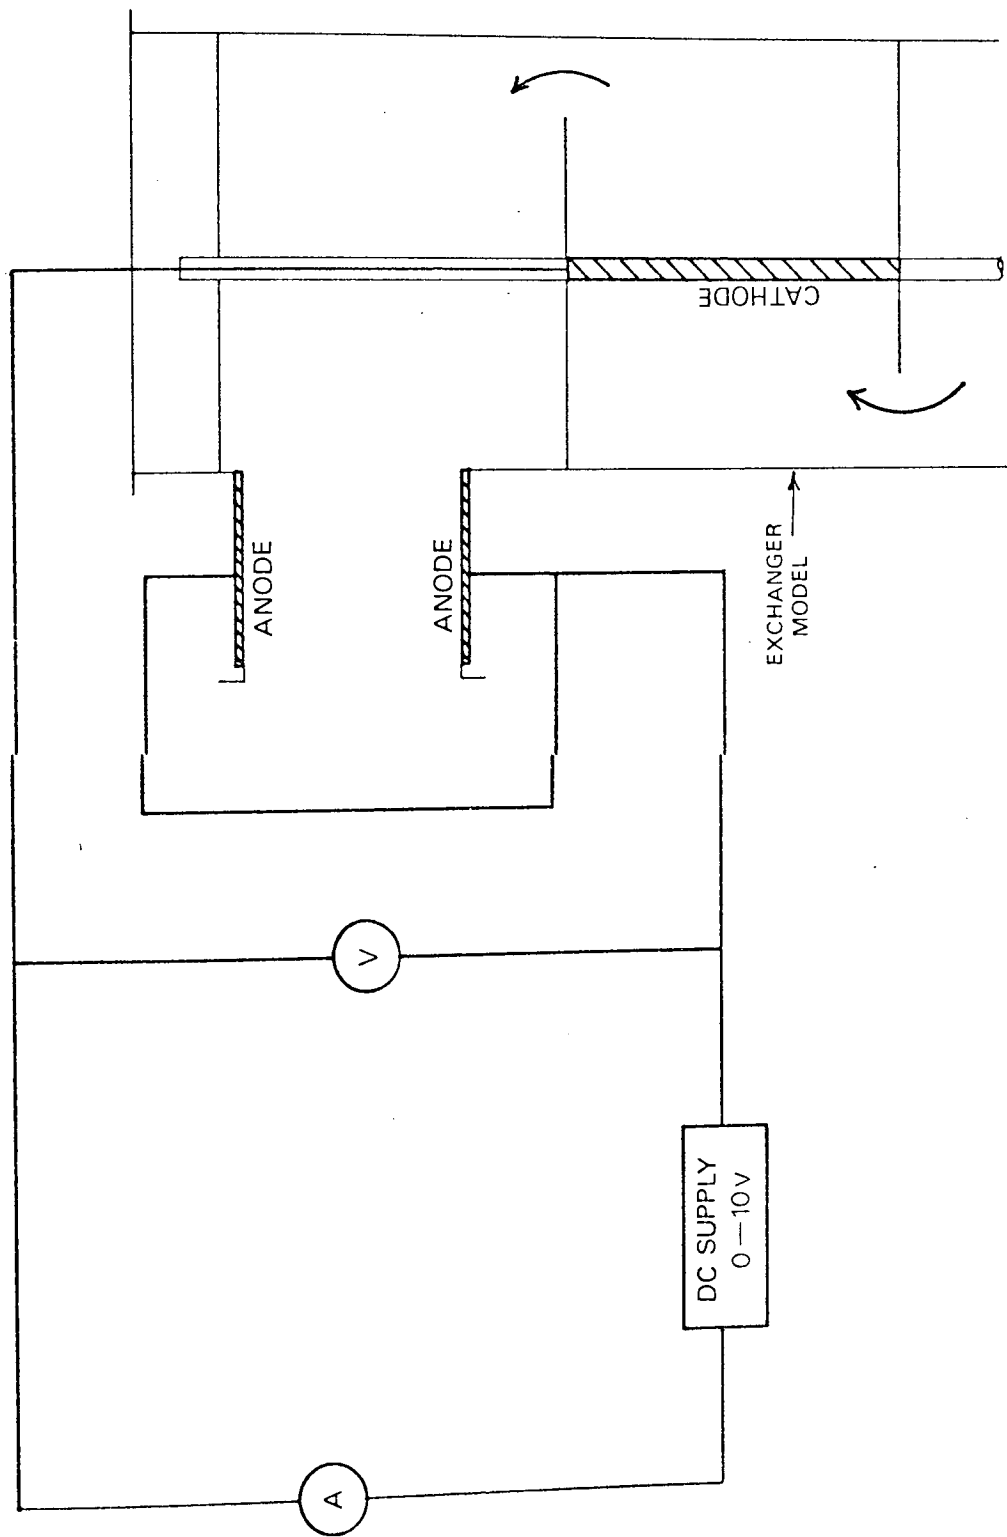 CATHODE
ANODE
ANODE
EXCHANGER
MODEL
V
DC SUPPLY
0—10V
A